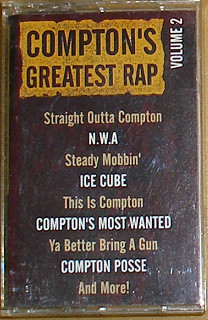 COMPTON'S
GREATEST RAP
VOLUME 2
Straight Outta Compton
N.W.A
Steady Mobbin'
ICE CUBE
This Is Compton
COMPTON'S MOST WANTED
Ya Better Bring A Gun
COMPTON POSSE
And More!